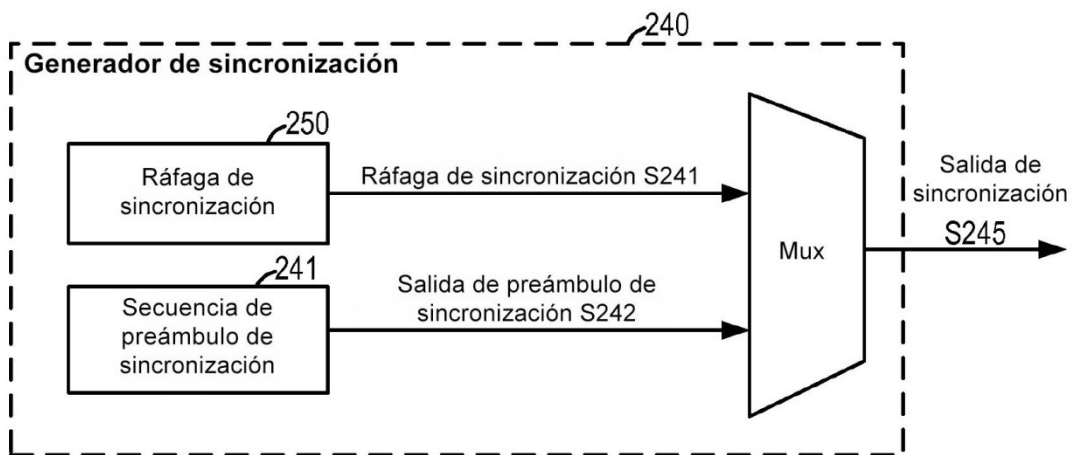 240
Generador de sincronización
250
Ráfaga de
sincronización
Ráfaga de sincronización S241
Salida de
sincronización
S245
Mux
241
Secuencia de
preámbulo de
sincronización
Salida de preámbulo de
sincronización S242